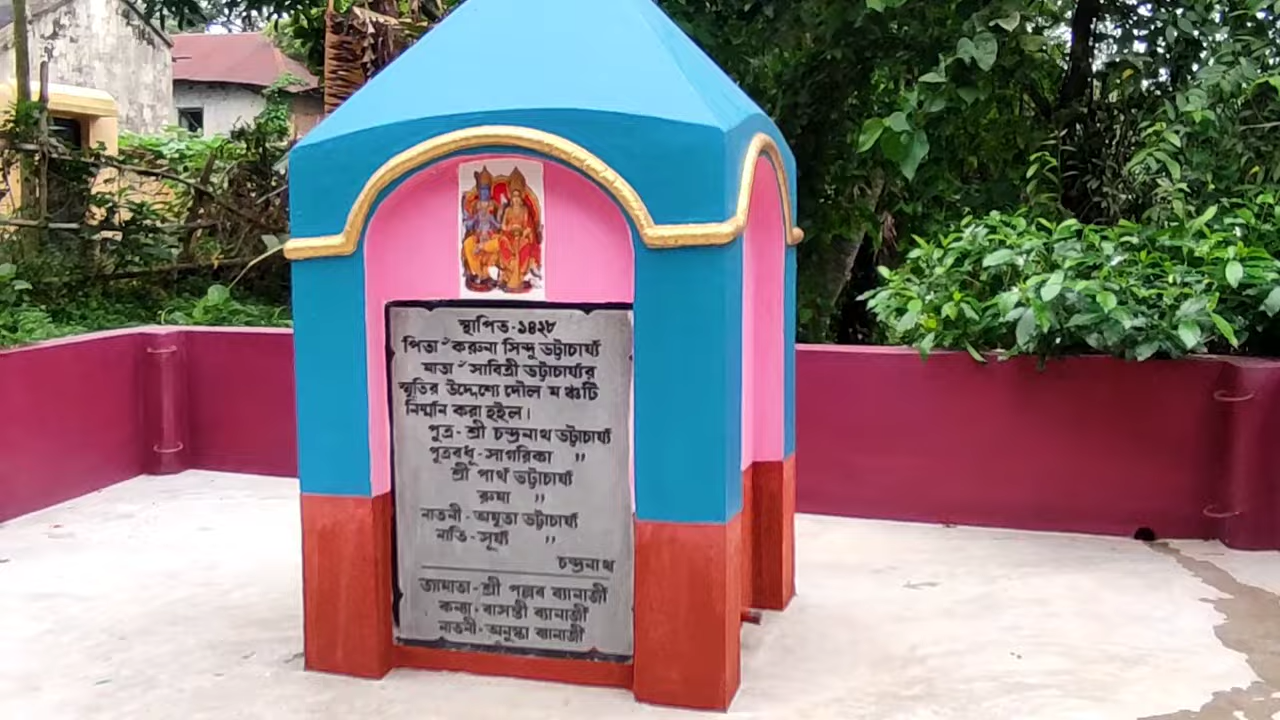 স্থাপিত-১৪২৮
পিতা ঁকরুনা সিন্দু ভট্টাচার্য্য
মাতা ঁসাবিত্রী ভট্টাচার্য্যর
স্মৃতির উদ্দেশ্যে দৌল মঞ্চটি
নির্ম্মান করা হইল।
পুত্র-শ্রী চন্দ্রনাথ ভট্টাচার্য্য
পুত্রবধূ-সাগরিকা ,,
শ্রী পার্থ ভট্টাচার্য্য
রুমা ,,
নাতনী-অমৃতা ভট্টাচার্য্য
নাতি-সূর্য্য ,,
চন্দ্রনাথ
জামাতা-শ্রী পল্লব ব্যানার্জী
কন্যা-বাসন্তী ব্যানার্জী
নাতনী-অনুস্কা ব্যানার্জী